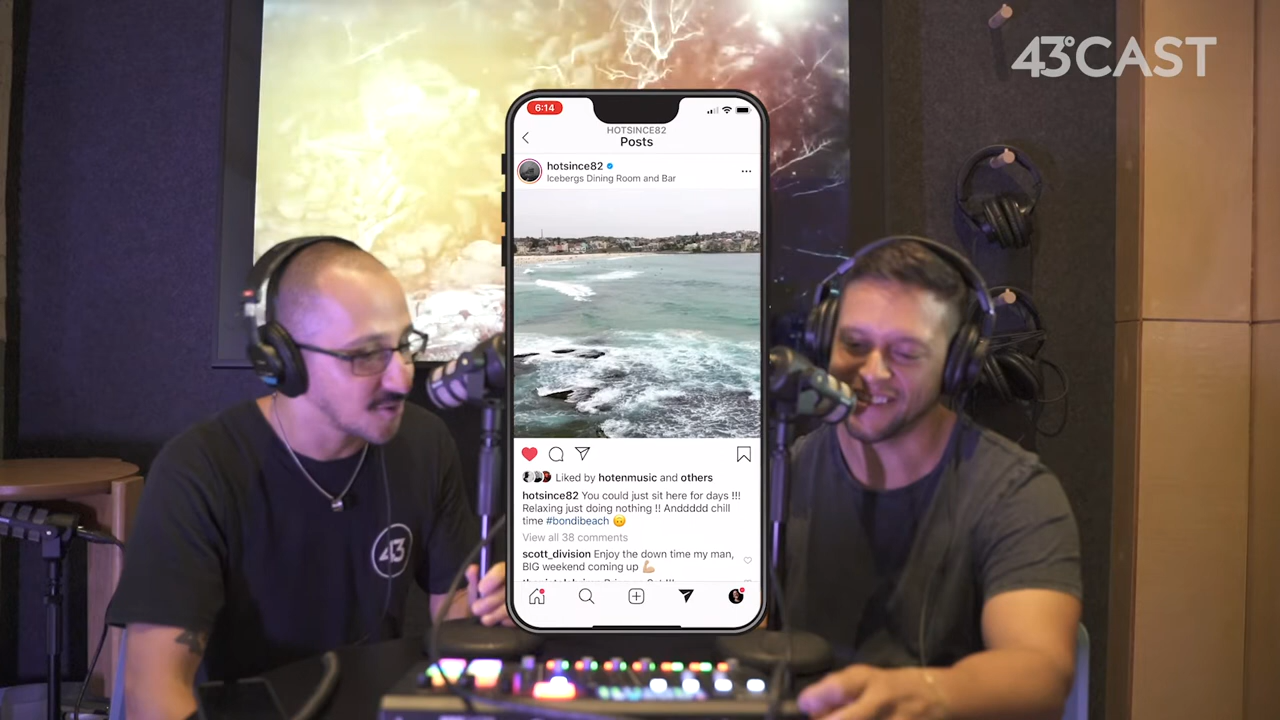 43°CAST
6:14
HOTSINCE82
Posts
hotsince82
Icebergs Dining Room and Bar
Liked by hotenmusic and others
hotsince82 You could just sit here for days !!!
Relaxing just doing nothing !! Anddddd chill
time #bondibeach 🙃
View all 38 comments
scott_division Enjoy the down time my man,
BIG weekend coming up 💪🏼
43